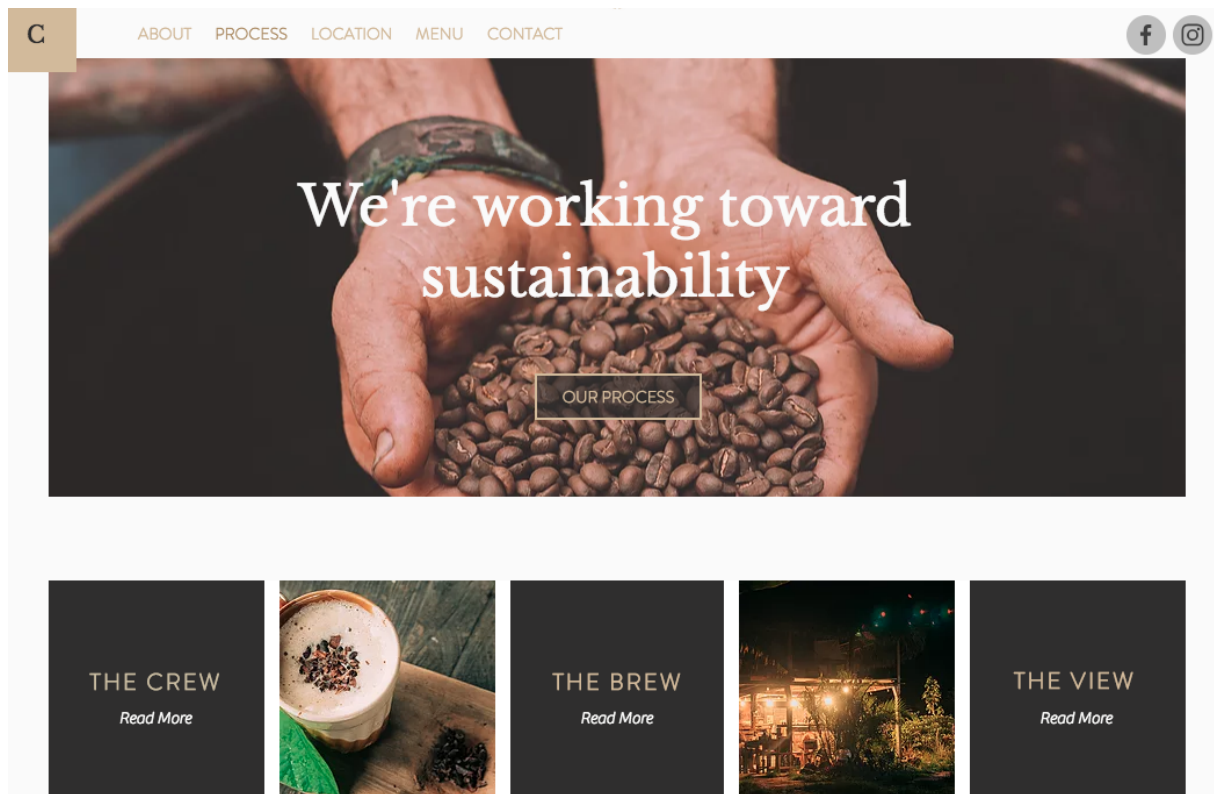 C
ABOUT PROCESS LOCATION MENU CONTACT
We're working toward
sustainability
OUR PROCESS
THE CREW
Read More
THE BREW
Read More
THE VIEW
Read More